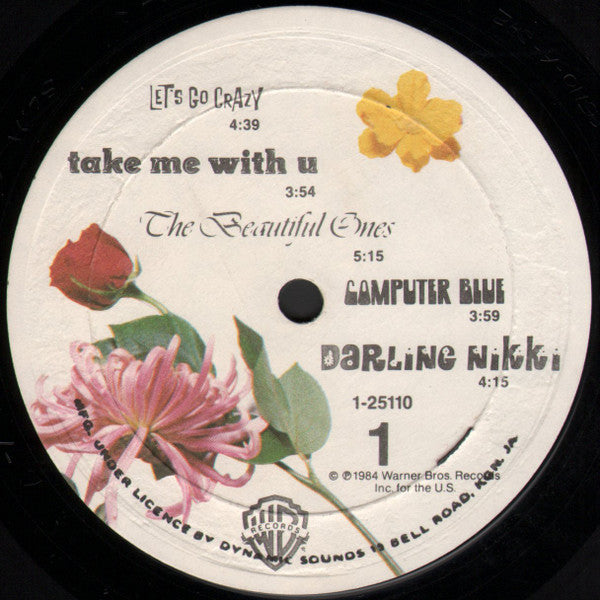 LET'S GO CRAZY
4:39
take me with u
3:54
The Beautiful Ones
5:15
COMPUTER BLUE
3:59
DARLING NIKKI
4:15
1-25110
1
© ℗1984 Warner Bros. Records
Inc. for the U.S.
RECORDS
MFG. UNDER LICENCE BY DYNAMIC SOUNDS 15 BELL ROAD, KGN. JA